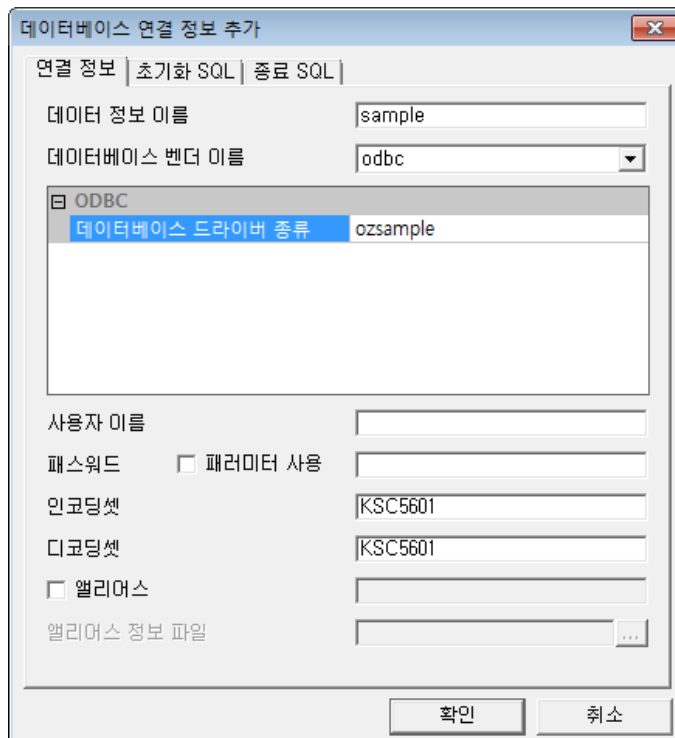 데이터베이스 연결 정보 추가
연결 정보 초기화 SQL 종료 SQL
데이터 정보 이름 sample
데이터베이스 벤더 이름 odbc
ODBC
데이터베이스 드라이버 종류 ozsample
사용자 이름
패스워드 패러미터 사용
인코딩셋 KSC5601
디코딩셋 KSC5601
앨리어스
앨리어스 정보 파일 ...
확인 취소